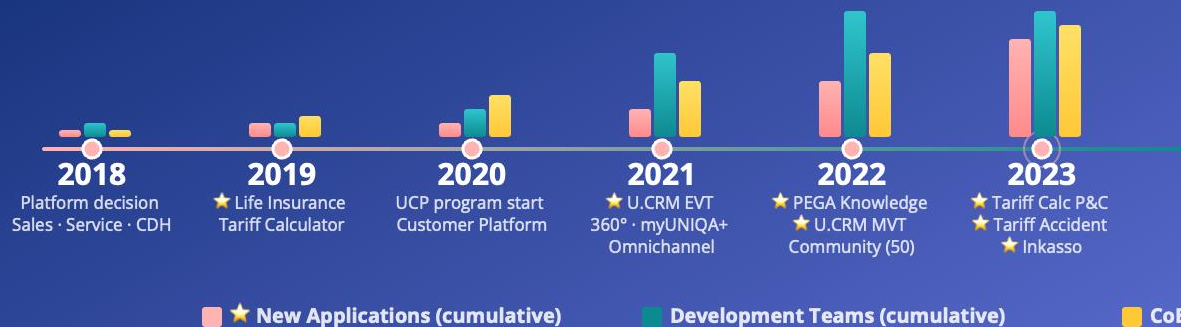 2018
Platform decision
Sales · Service · CDH
2019
⭐ Life Insurance
Tariff Calculator
2020
UCP program start
Customer Platform
2021
⭐ U.CRM EVT
360° · myUNIQA+
Omnichannel
2022
⭐ PEGA Knowledge
⭐ U.CRM MVT
Community (50)
2023
⭐ Tariff Calc P&C
⭐ Tariff Accident
⭐ Inkasso
⭐ New Applications (cumulative)
Development Teams (cumulative)